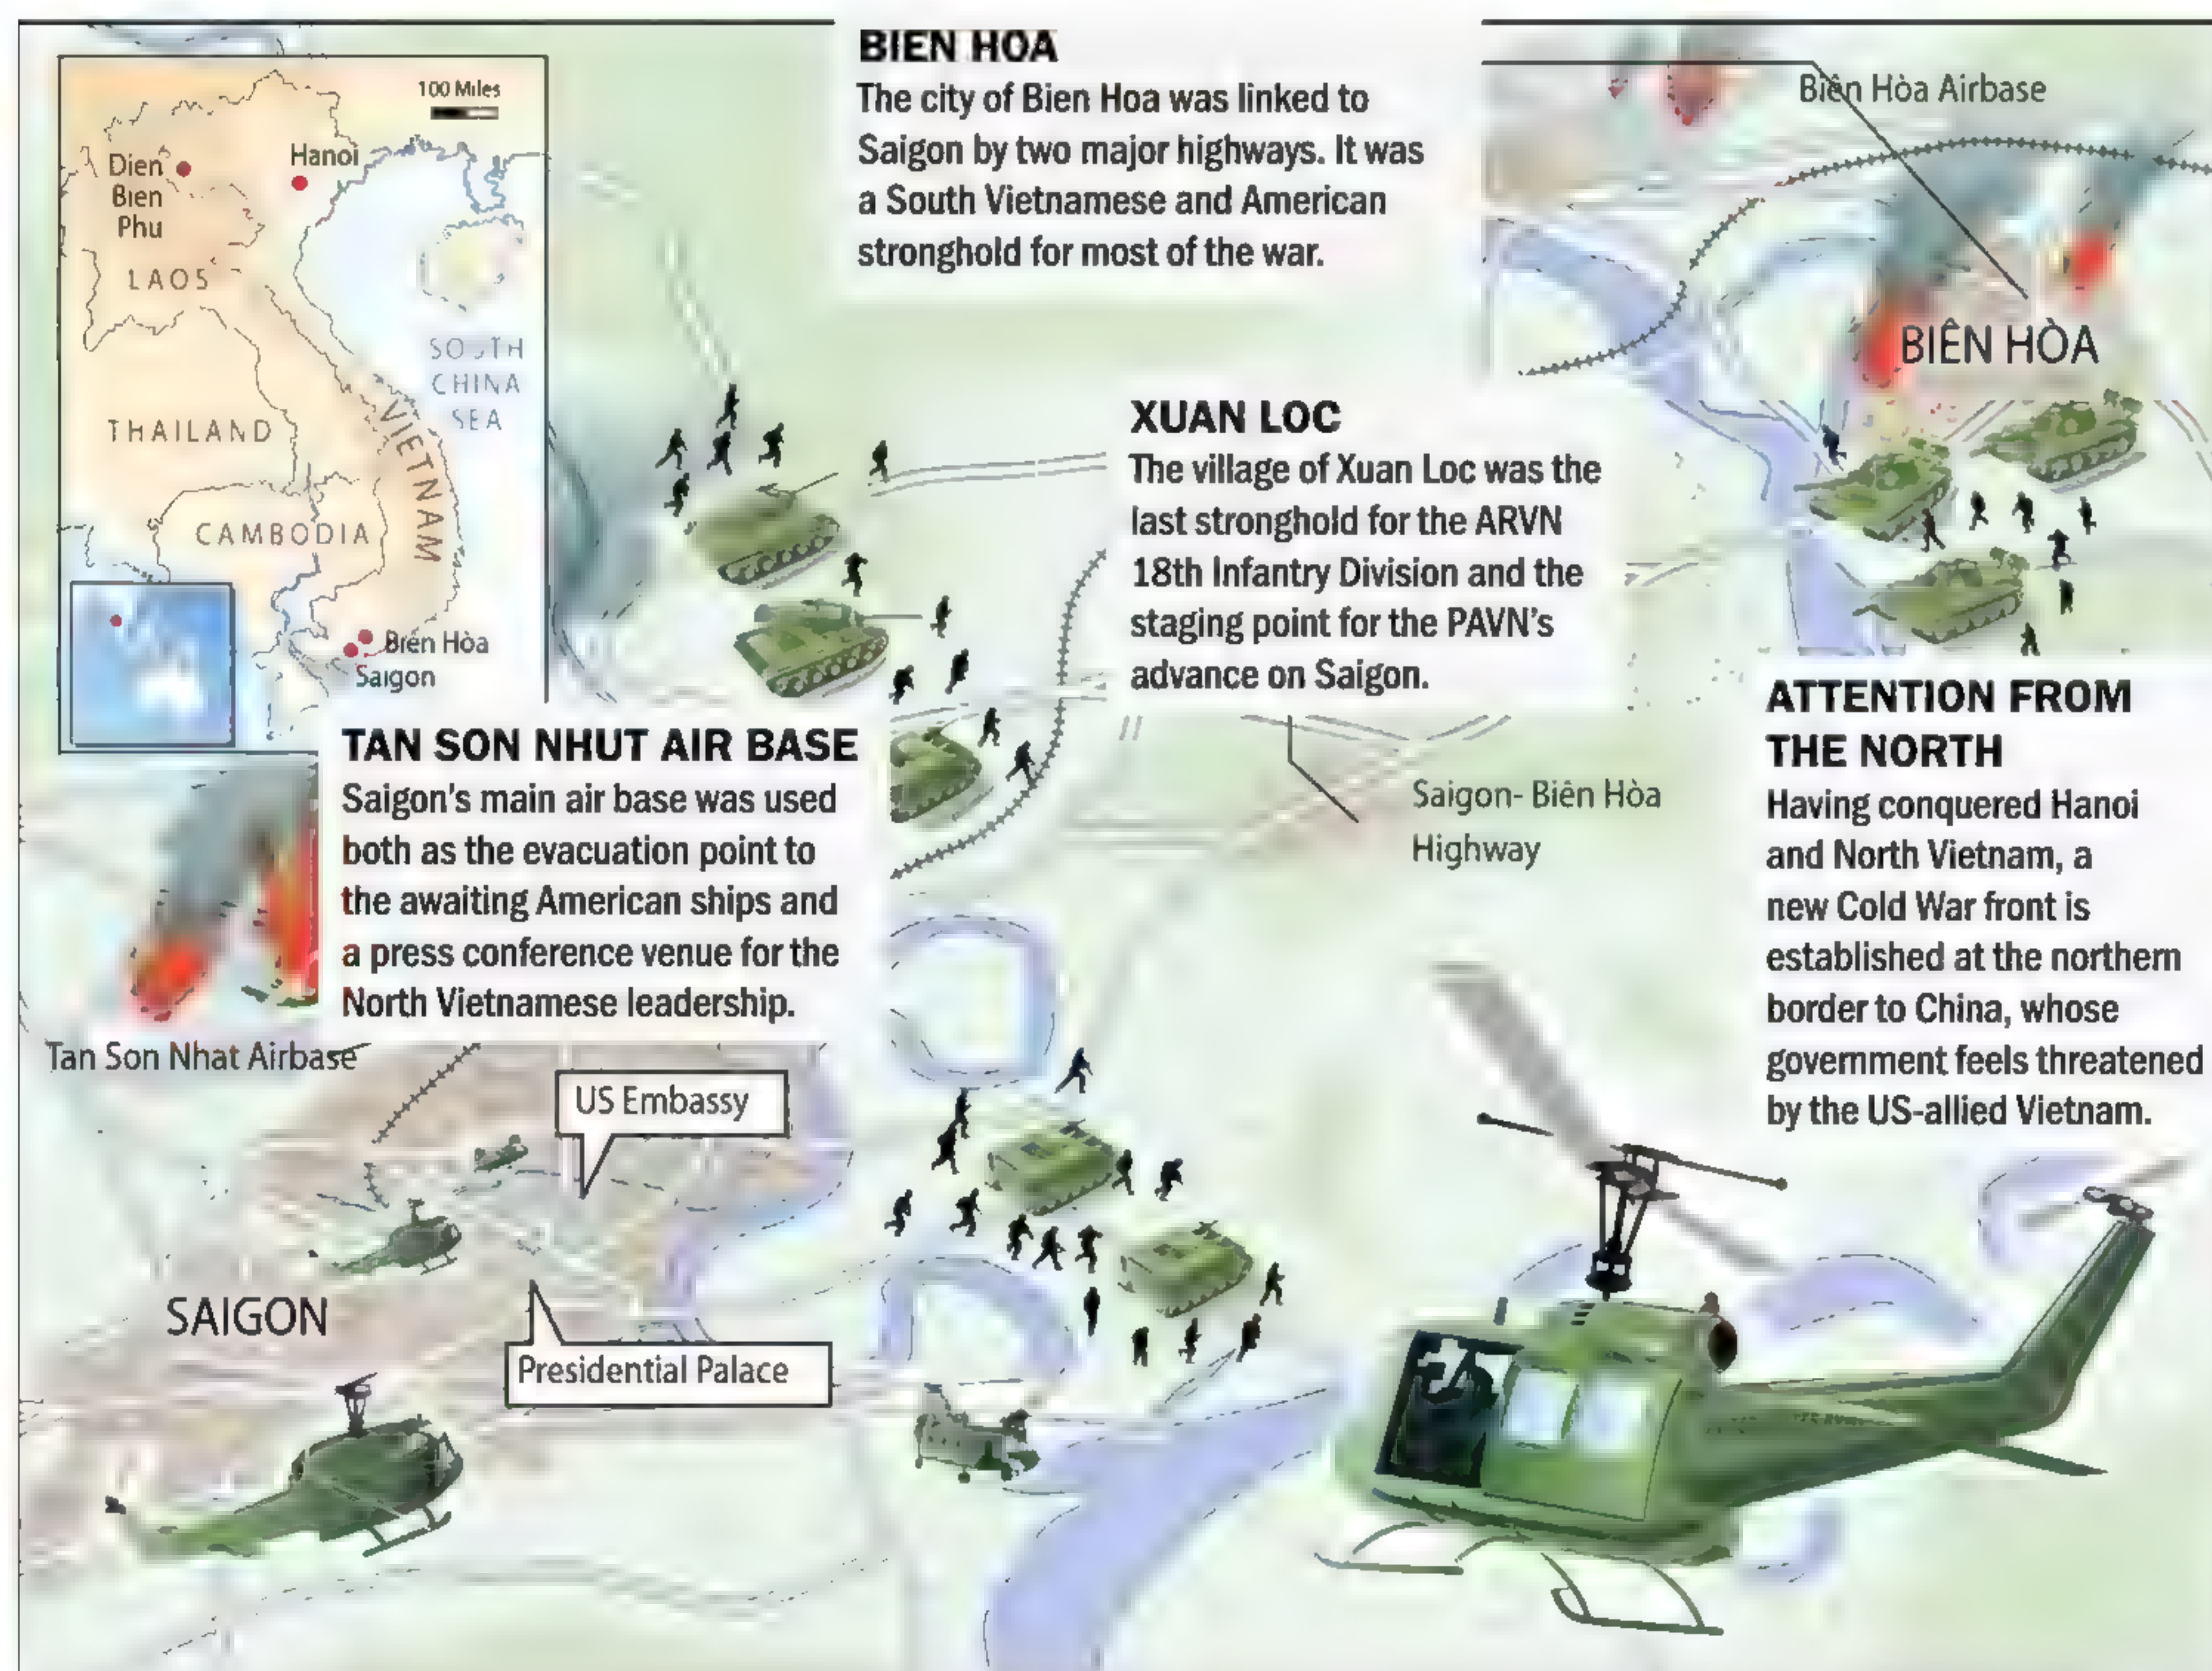 BIEN HOA
The city of Bien Hoa was linked to
Saigon by two major highways. It was
a South Vietnamese and American
stronghold for most of the war.
100 Miles
Dien
Bien
Phu
Hanoi
LAOS
SOUTH
CHINA
SEA
THAILAND
VIETNAM
CAMBODIA
Biên Hòa
Saigon
Biên Hòa Airbase
BIÊN HÒA
XUAN LOC
The village of Xuan Loc was the
last stronghold for the ARVN
18th Infantry Division and the
staging point for the PAVN's
advance on Saigon.
TAN SON NHUT AIR BASE
Saigon's main air base was used
both as the evacuation point to
the awaiting American ships and
a press conference venue for the
North Vietnamese leadership.
Tan Son Nhat Airbase
Saigon- Biên Hòa
Highway
ATTENTION FROM
THE NORTH
Having conquered Hanoi
and North Vietnam, a
new Cold War front is
established at the northern
border to China, whose
government feels threatened
by the US-allied Vietnam.
US Embassy
SAIGON
Presidential Palace